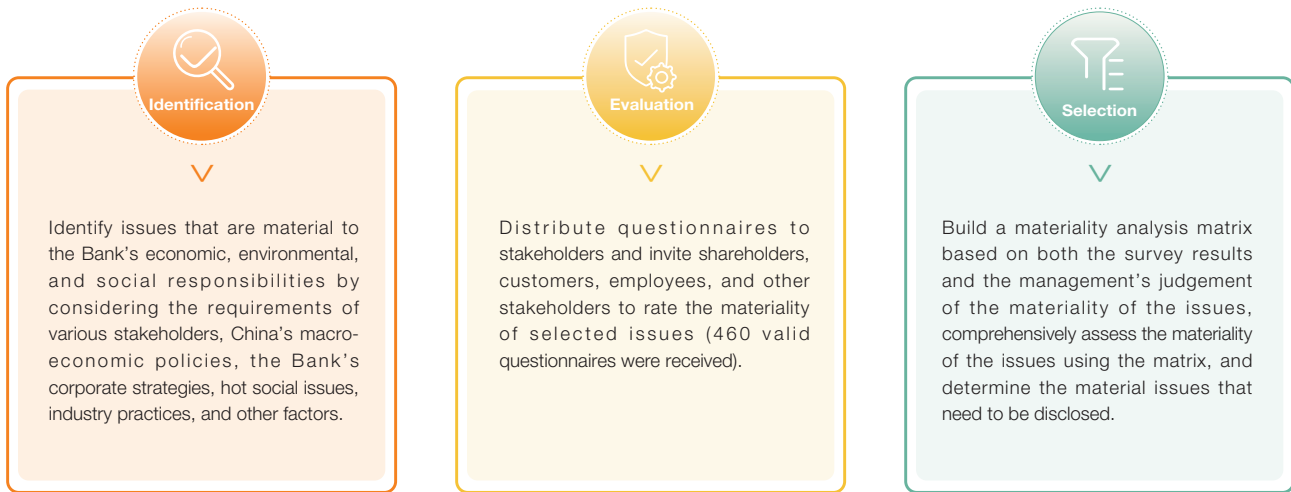 Identification
Identify issues that are material to
the Bank's economic, environmental,
and social responsibilities by
considering the requirements of
various stakeholders, China's macro-
economic policies, the Bank's
corporate strategies, hot social issues,
industry practices, and other factors.
Evaluation
Distribute questionnaires to
stakeholders and invite shareholders,
customers, employees, and other
stakeholders to rate the materiality
of selected issues (460 valid
questionnaires were received).
Selection
Build a materiality analysis matrix
based on both the survey results
and the management's judgement
of the materiality of the issues,
comprehensively assess the materiality
of the issues using the matrix, and
determine the material issues that
need to be disclosed.